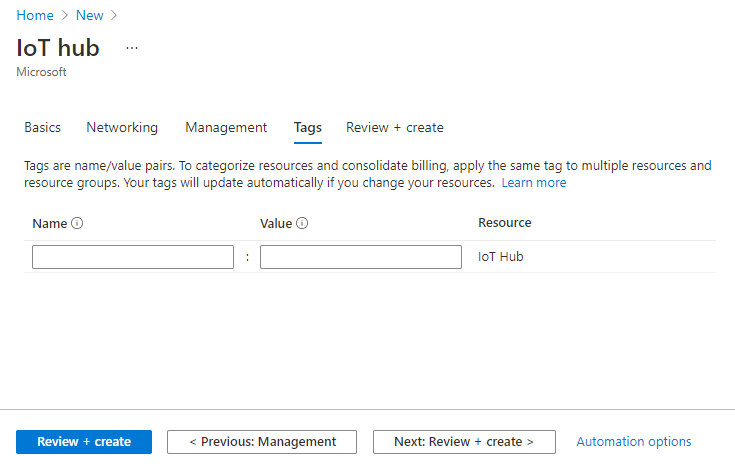 Home > New >
IoT hub ...
Microsoft
Basics Networking Management Tags Review + create
Tags are name/value pairs. To categorize resources and consolidate billing, apply the same tag to multiple resources and
resource groups. Your tags will update automatically if you change your resources. Learn more
Name Value Resource
: IoT Hub
Review + create < Previous: Management Next: Review + create > Automation options